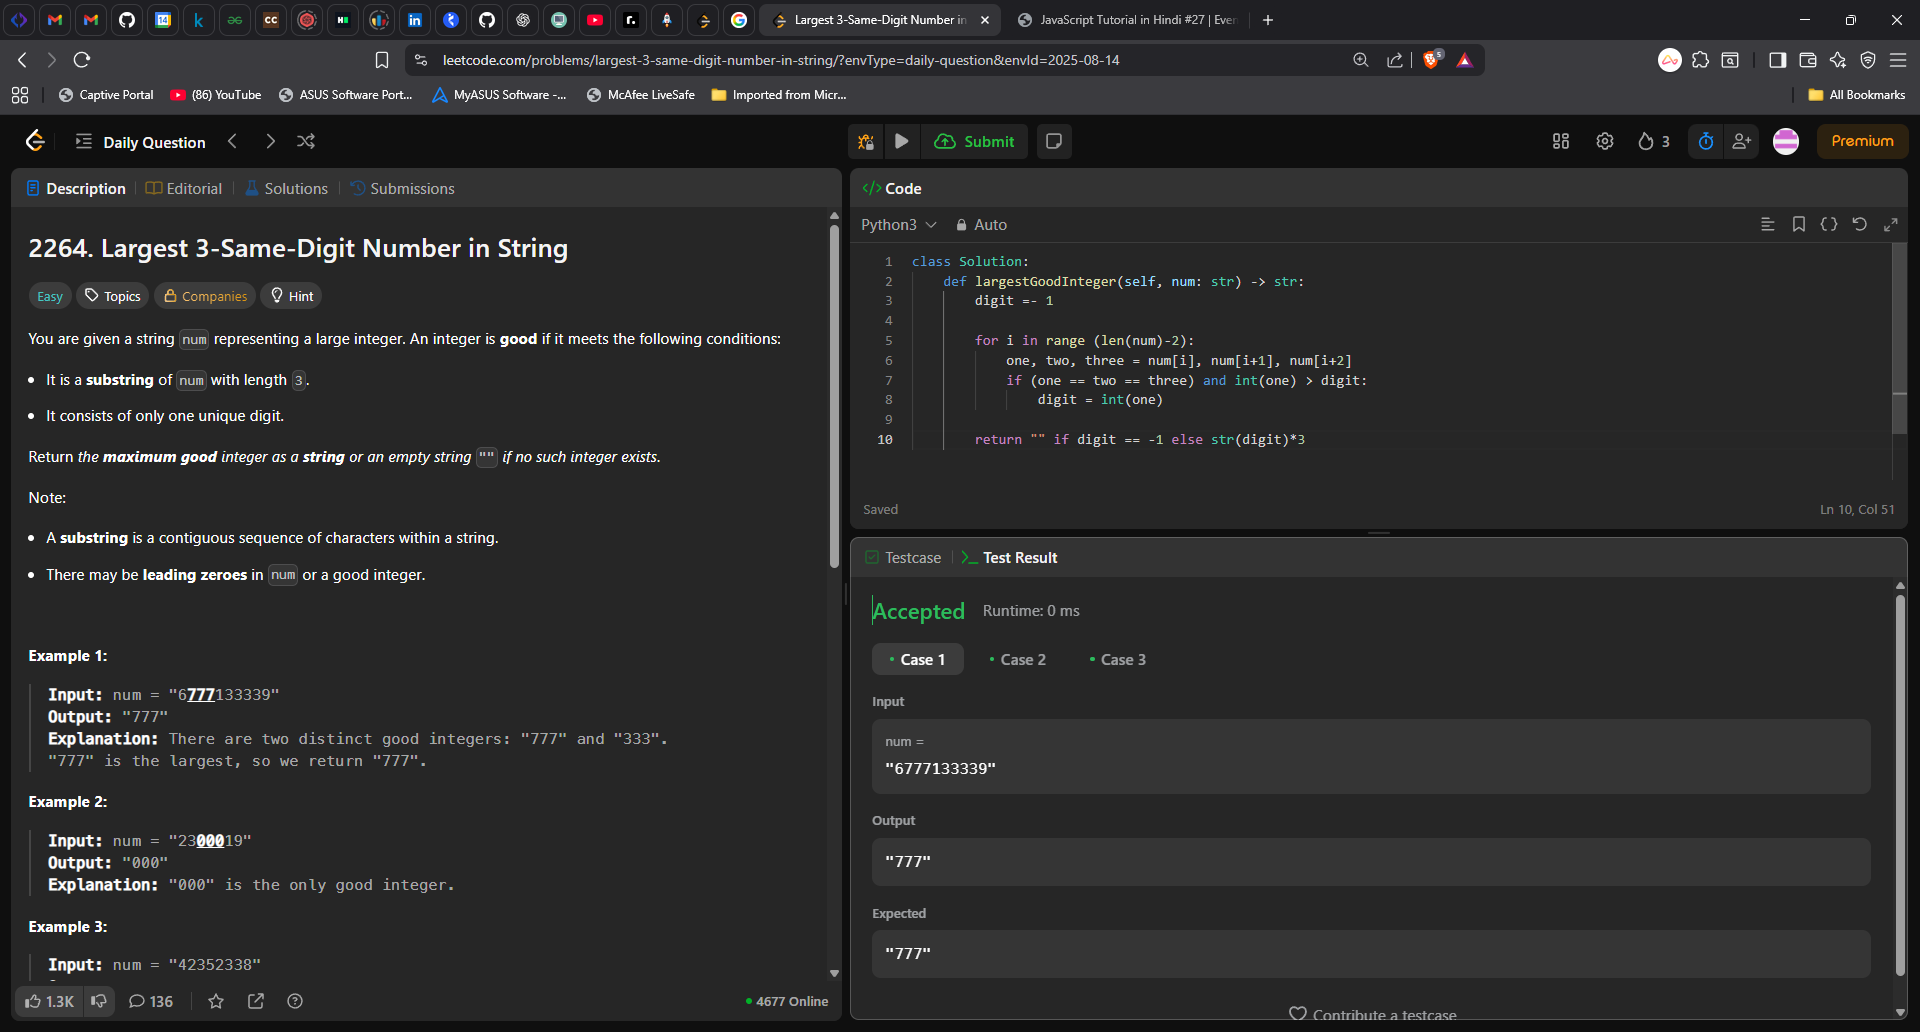 CC
Largest 3-Same-Digit Number in
JavaScript Tutorial in Hindi #27 | Ever
leetcode.com/problems/largest-3-same-digit-number-in-string/?envType=daily-question&envId=2025-08-14
5
Captive Portal
(86) YouTube
ASUS Software Port...
MyASUS Software -...
McAfee LiveSafe
Imported from Micr...
All Bookmarks
Daily Question
Submit
3
Premium
Description
Editorial
Solutions
Submissions
2264. Largest 3-Same-Digit Number in String
Easy
Topics
Companies
Hint
You are given a string num representing a large integer. An integer is good if it meets the following conditions:
• It is a substring of num with length 3.
• It consists of only one unique digit.
Return the maximum good integer as a string or an empty string "" if no such integer exists.
Note:
• A substring is a contiguous sequence of characters within a string.
• There may be leading zeroes in num or a good integer.
Example 1:
Input: num = "6777133339"
Output: "777"
Explanation: There are two distinct good integers: "777" and "333".
"777" is the largest, so we return "777".
Example 2:
Input: num = "2300019"
Output: "000"
Explanation: "000" is the only good integer.
Example 3:
Input: num = "42352338"
1.3K
136
4677 Online
</> Code
Python3
Auto
1 class Solution:
2 def largestGoodInteger(self, num: str) -> str:
3 digit =- 1
4
5 for i in range (len(num)-2):
6 one, two, three = num[i], num[i+1], num[i+2]
7 if (one == two == three) and int(one) > digit:
8 digit = int(one)
9
10 return "" if digit == -1 else str(digit)*3
Saved
Ln 10, Col 51
Testcase
>_ Test Result
Accepted
Runtime: 0 ms
• Case 1
• Case 2
• Case 3
Input
num =
"6777133339"
Output
"777"
Expected
"777"
Contribute a testcase